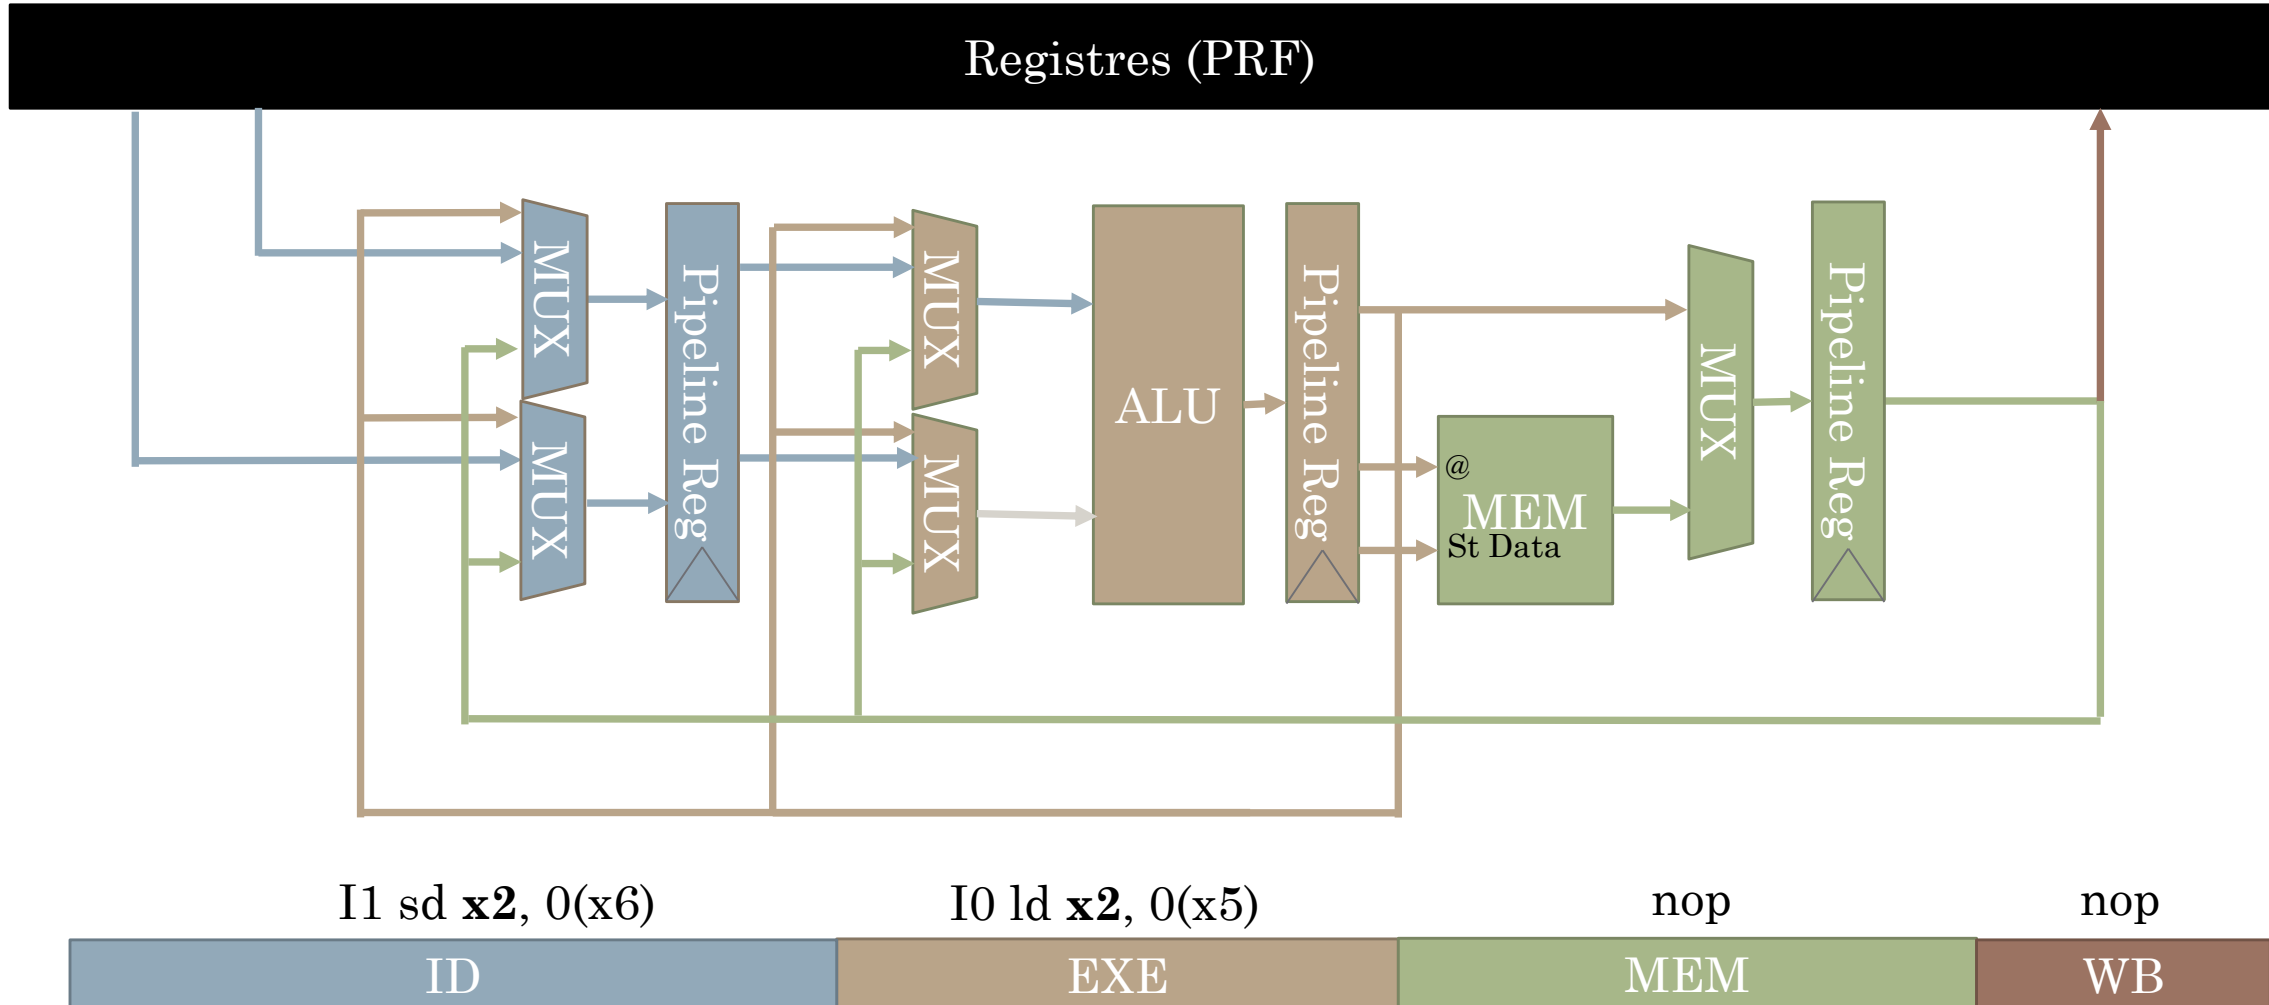 Registres (PRF)
MUX
MUX
Pipeline Reg
MUX
MUX
ALU
Pipeline Reg
@
MEM
St Data
MUX
Pipeline Reg
I1 sd x2, 0(x6)
I0 ld x2, 0(x5)
nop
nop
ID
EXE
MEM
WB